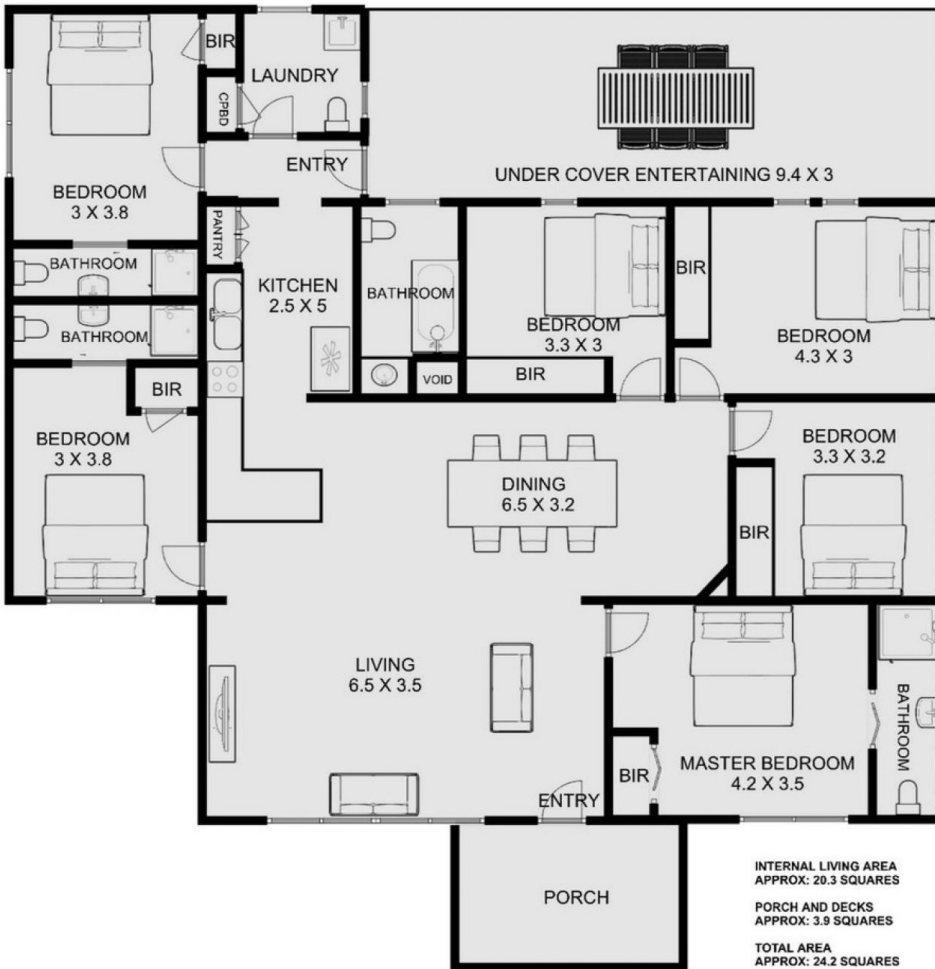 BIR
LAUNDRY
CPBD
ENTRY
UNDER COVER ENTERTAINING 9.4 X 3
BEDROOM
3 X 3.8
PANTRY
BATHROOM
KITCHEN
2.5 X 5
BATHROOM
BIR
BEDROOM
3.3 X 3
BEDROOM
4.3 X 3
BATHROOM
BIR
VOID
BIR
BEDROOM
3 X 3.8
DINING
6.5 X 3.2
BEDROOM
3.3 X 3.2
BIR
LIVING
6.5 X 3.5
BATHROOM
BIR
MASTER BEDROOM
4.2 X 3.5
ENTRY
PORCH
INTERNAL LIVING AREA
APPROX: 20.3 SQUARES
PORCH AND DECKS
APPROX: 3.9 SQUARES
TOTAL AREA
APPROX: 24.2 SQUARES